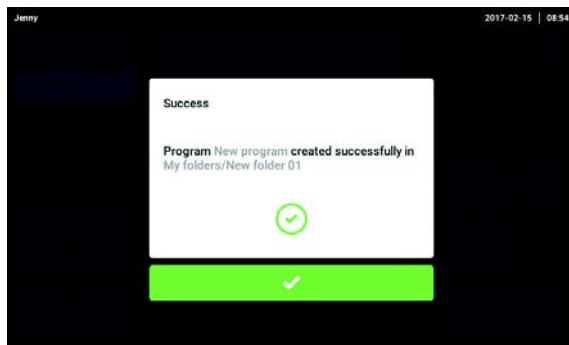 Jenny
2017-02-15 | 08:54
Success
Program New program created successfully in
My folders/New folder 01